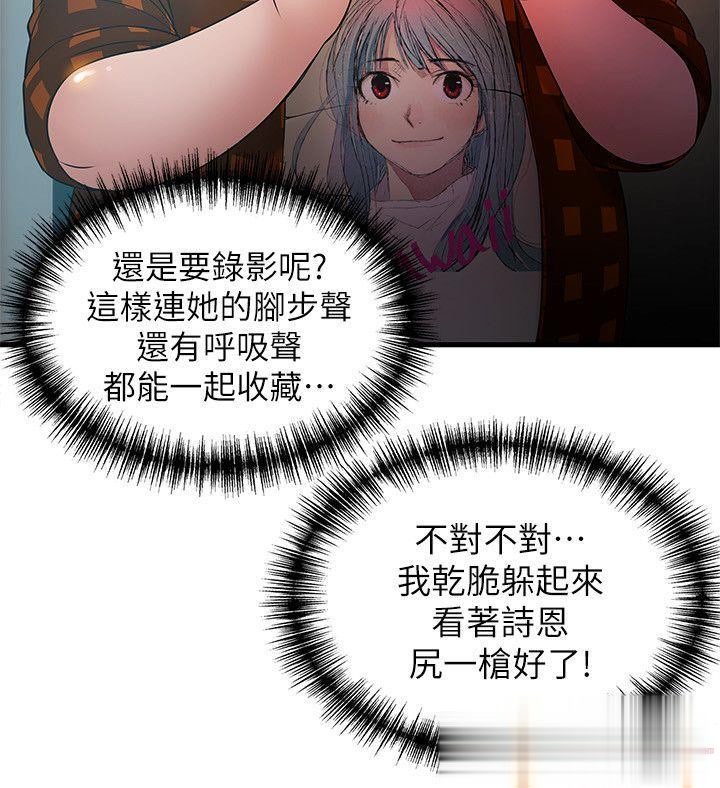 waii
還是要錄影呢?
這樣連她的腳步聲
還有呼吸聲
都能一起收藏…
不對不對…
我乾脆躲起來
看著詩恩
尻一槍好了!